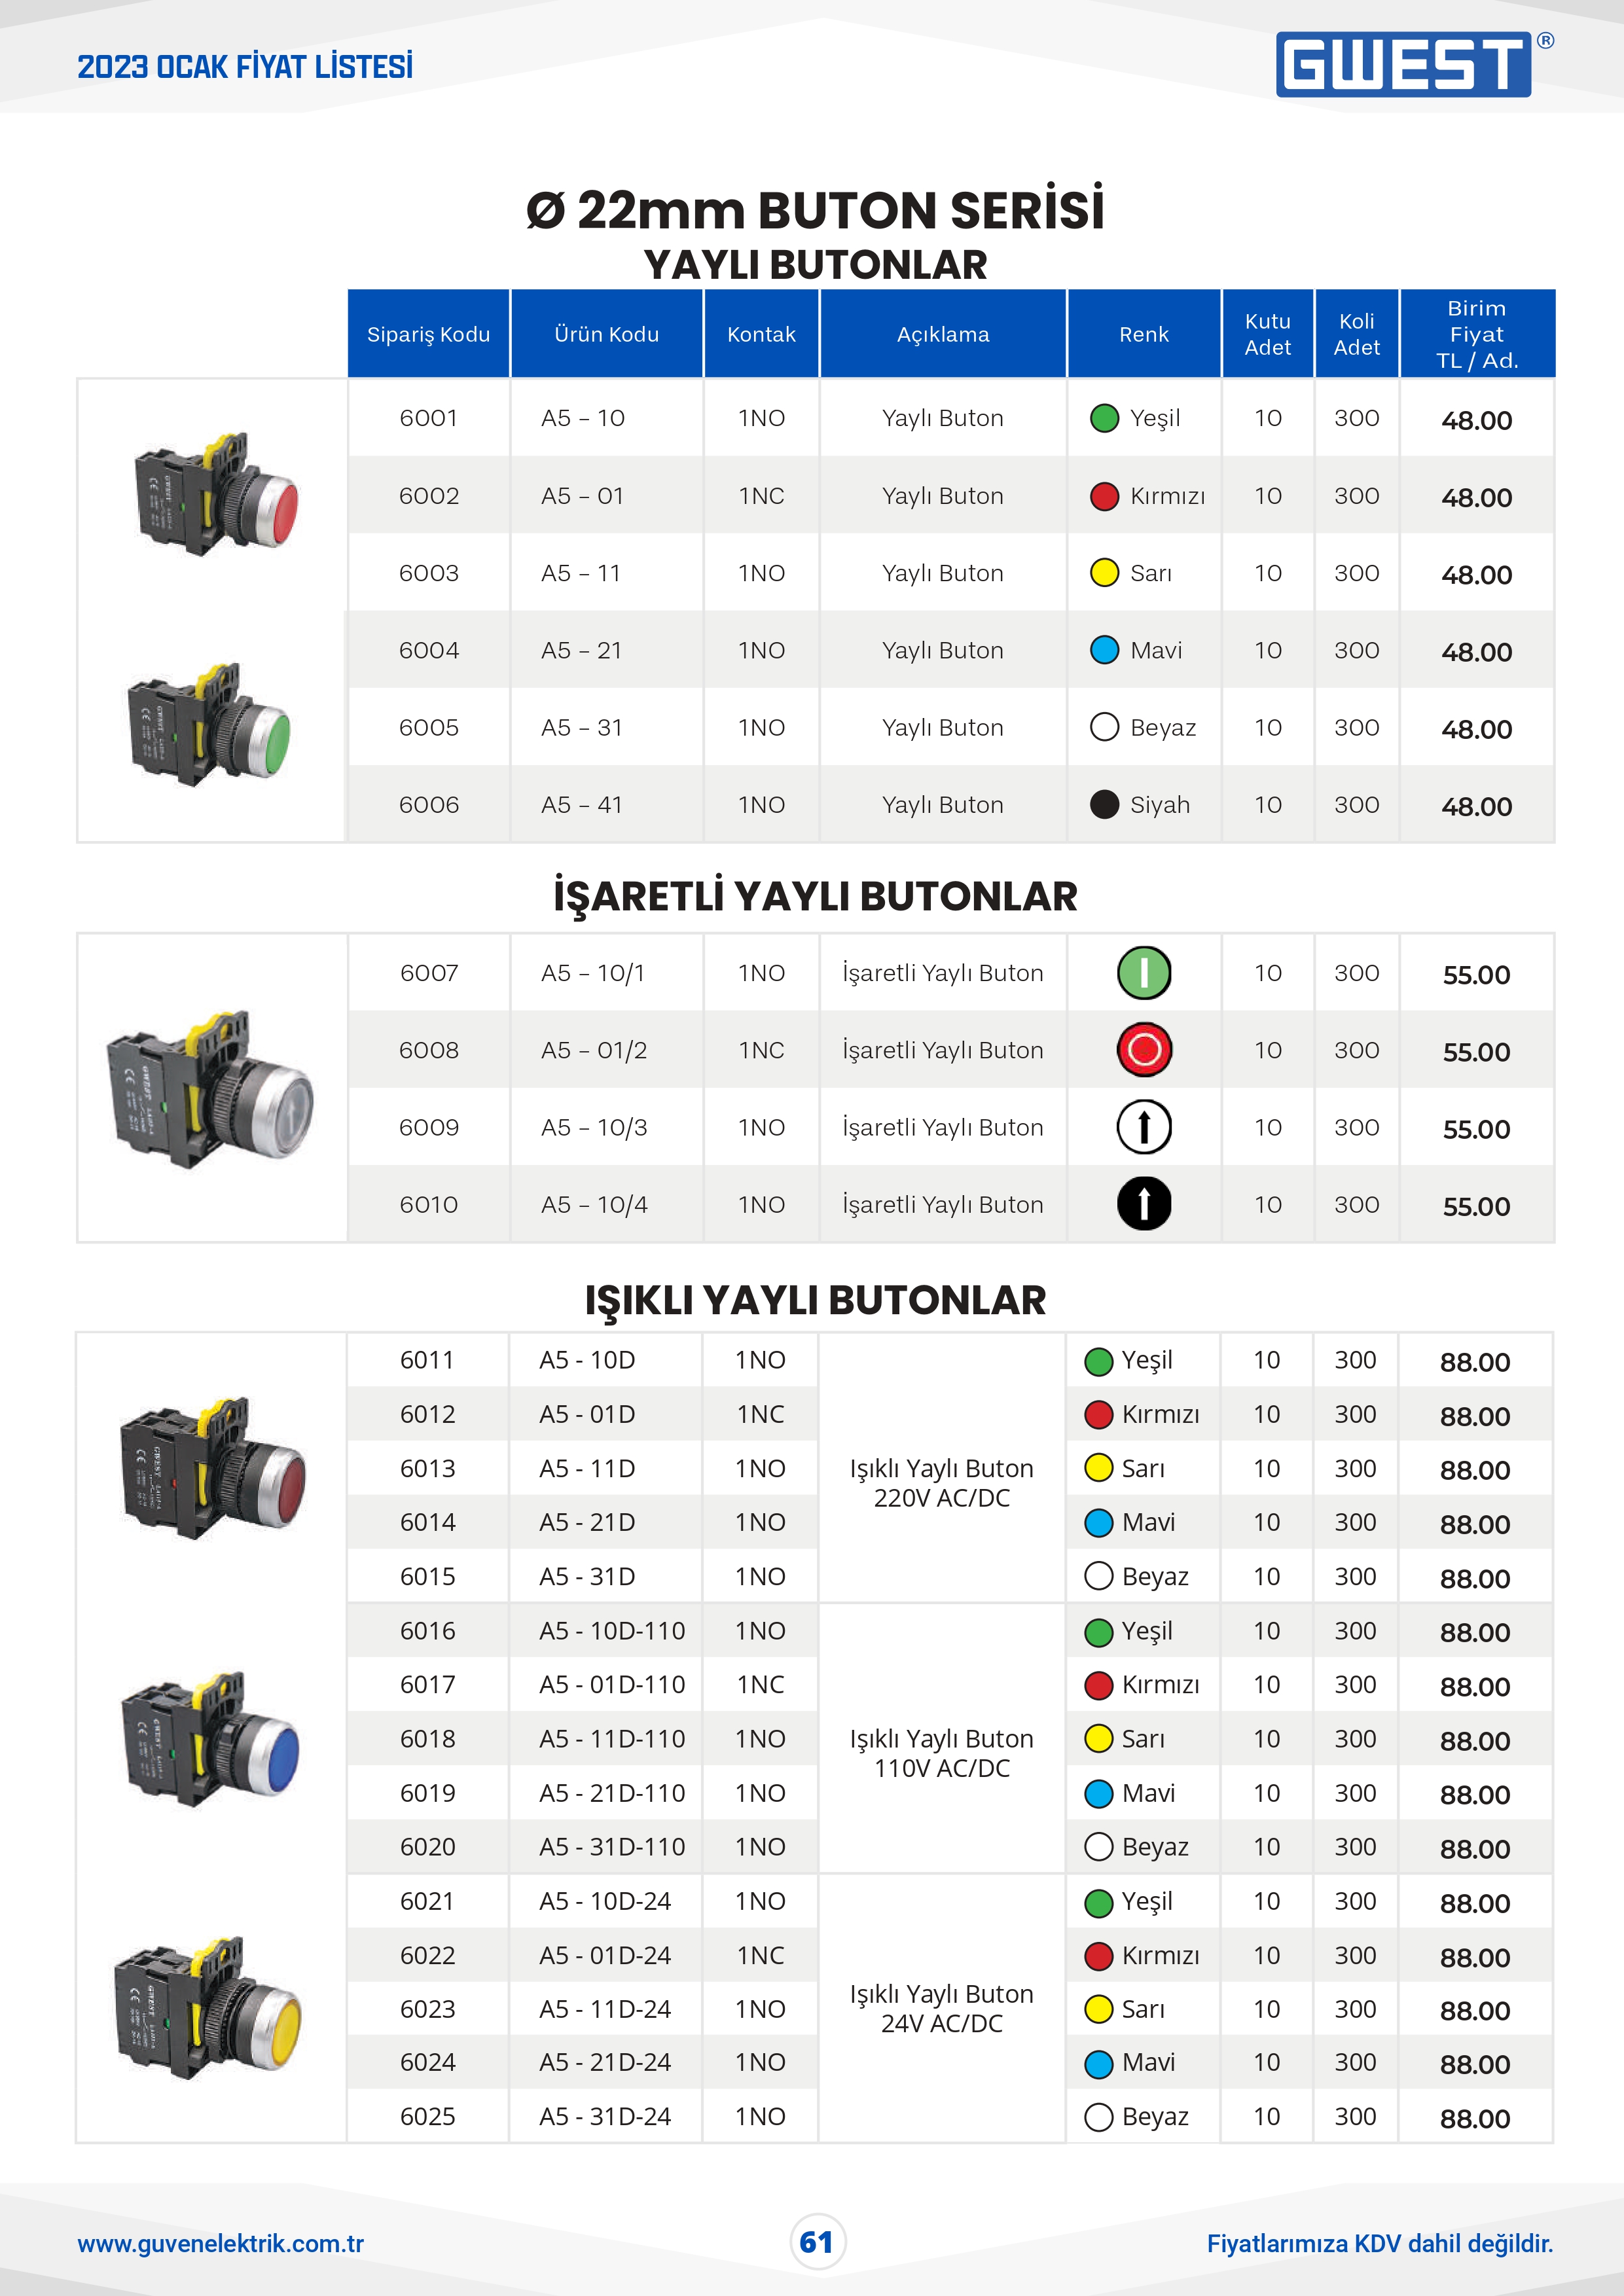 2023 OCAK FİYAT LİSTESİ
GWEST®
Ø 22mm BUTON SERİSİ
YAYLI BUTONLAR
Sipariş Kodu Ürün Kodu Kontak Açıklama Renk Kutu Adet Koli Adet Birim Fiyat TL / Ad.
6001 A5 – 10 1NO Yaylı Buton Yeşil 10 300 48.00
6002 A5 – 01 1NC Yaylı Buton Kırmızı 10 300 48.00
6003 A5 – 11 1NO Yaylı Buton Sarı 10 300 48.00
6004 A5 – 21 1NO Yaylı Buton Mavi 10 300 48.00
6005 A5 – 31 1NO Yaylı Buton Beyaz 10 300 48.00
6006 A5 – 41 1NO Yaylı Buton Siyah 10 300 48.00
İŞARETLİ YAYLI BUTONLAR
6007 A5 – 10/1 1NO İşaretli Yaylı Buton 10 300 55.00
6008 A5 – 01/2 1NC İşaretli Yaylı Buton 10 300 55.00
6009 A5 – 10/3 1NO İşaretli Yaylı Buton 10 300 55.00
6010 A5 – 10/4 1NO İşaretli Yaylı Buton 10 300 55.00
IŞIKLI YAYLI BUTONLAR
6011 A5 - 10D 1NO Yeşil 10 300 88.00
6012 A5 - 01D 1NC Kırmızı 10 300 88.00
6013 A5 - 11D 1NO Işıklı Yaylı Buton 220V AC/DC Sarı 10 300 88.00
6014 A5 - 21D 1NO Mavi 10 300 88.00
6015 A5 - 31D 1NO Beyaz 10 300 88.00
6016 A5 - 10D-110 1NO Yeşil 10 300 88.00
6017 A5 - 01D-110 1NC Kırmızı 10 300 88.00
6018 A5 - 11D-110 1NO Işıklı Yaylı Buton 110V AC/DC Sarı 10 300 88.00
6019 A5 - 21D-110 1NO Mavi 10 300 88.00
6020 A5 - 31D-110 1NO Beyaz 10 300 88.00
6021 A5 - 10D-24 1NO Yeşil 10 300 88.00
6022 A5 - 01D-24 1NC Kırmızı 10 300 88.00
6023 A5 - 11D-24 1NO Işıklı Yaylı Buton 24V AC/DC Sarı 10 300 88.00
6024 A5 - 21D-24 1NO Mavi 10 300 88.00
6025 A5 - 31D-24 1NO Beyaz 10 300 88.00
www.guvenelektrik.com.tr
61
Fiyatlarımıza KDV dahil değildir.